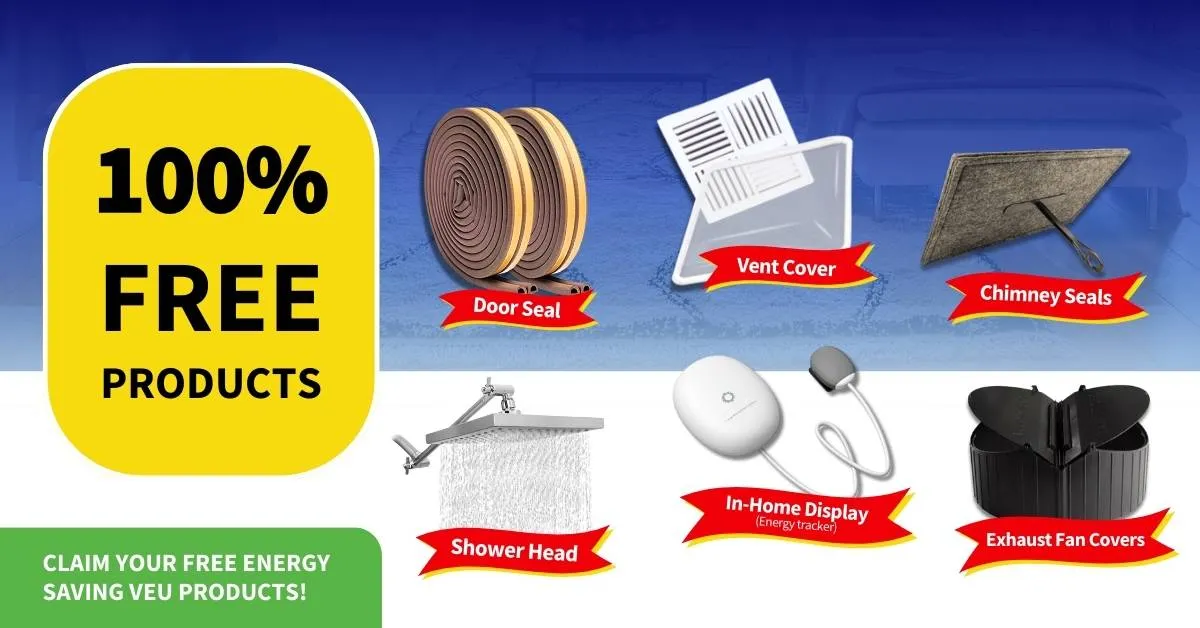 100%
FREE
PRODUCTS
CLAIM YOUR FREE ENERGY
SAVING VEU PRODUCTS!
Door Seal
Vent Cover
Chimney Seals
Shower Head
In-Home Display
(Energy tracker)
Exhaust Fan Covers